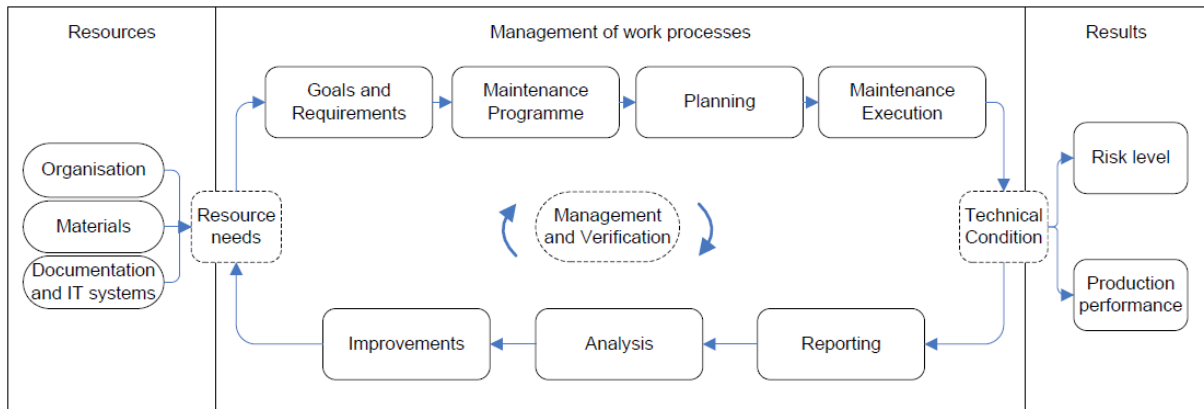 Resources
Management of work processes
Results
Goals and
Requirements
Maintenance
Programme
Planning
Maintenance
Execution
Organisation
Materials
Documentation
and IT systems
Resource
needs
Management
and Verification
Technical
Condition
Risk level
Production
performance
Improvements
Analysis
Reporting